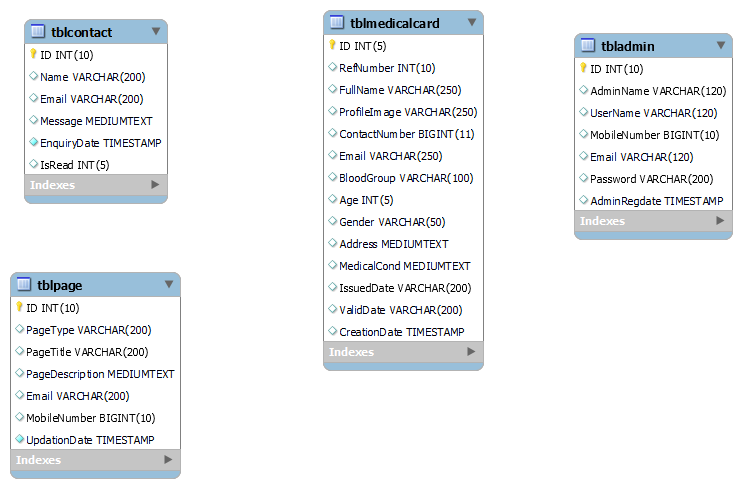 tblcontact
ID INT(10)
Name VARCHAR(200)
Email VARCHAR(200)
Message MEDIUMTEXT
EnquiryDate TIMESTAMP
IsRead INT(5)
Indexes
tblmedicalcard
ID INT(5)
RefNumber INT(10)
FullName VARCHAR(250)
ProfileImage VARCHAR(250)
ContactNumber BIGINT(11)
Email VARCHAR(250)
BloodGroup VARCHAR(100)
Age INT(5)
Gender VARCHAR(50)
Address MEDIUMTEXT
MedicalCond MEDIUMTEXT
IssuedDate VARCHAR(200)
ValidDate VARCHAR(200)
CreationDate TIMESTAMP
Indexes
tbladmin
ID INT(10)
AdminName VARCHAR(120)
UserName VARCHAR(120)
MobileNumber BIGINT(10)
Email VARCHAR(120)
Password VARCHAR(200)
AdminRegdate TIMESTAMP
Indexes
tblpage
ID INT(10)
PageType VARCHAR(200)
PageTitle VARCHAR(200)
PageDescription MEDIUMTEXT
Email VARCHAR(200)
MobileNumber BIGINT(10)
UpdationDate TIMESTAMP
Indexes